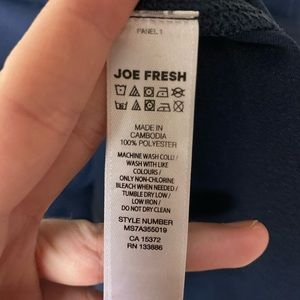 PANEL 1
JOE FRESH
MADE IN
CAMBODIA
100% POLYESTER
MACHINE WASH COLD /
WASH WITH LIKE
COLOURS /
ONLY NON-CHLORINE
BLEACH WHEN NEEDED /
TUMBLE DRY LOW /
LOW IRON /
DO NOT DRY CLEAN
STYLE NUMBER
MS7A355019
CA 15372
RN 133886